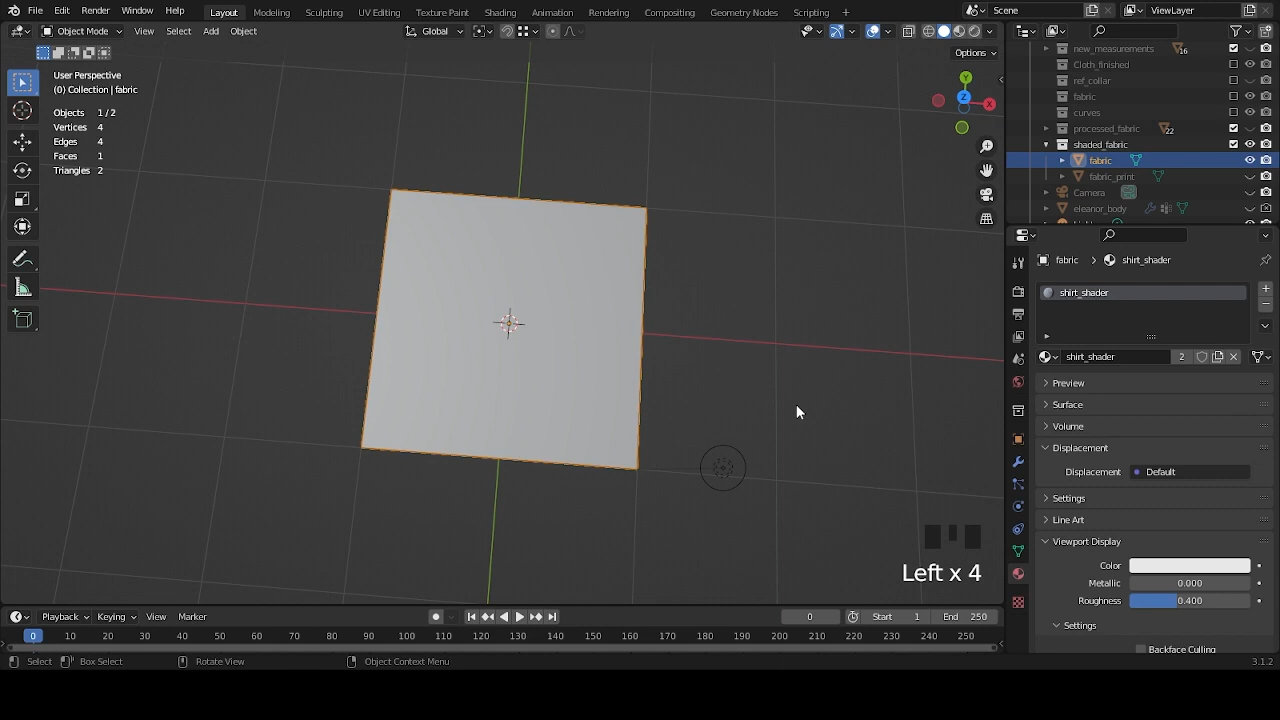 File Edit Render Window Help Layout Modeling Sculpting UV Editing Texture Paint Shading Animation Rendering Compositing Geometry Nodes Scripting + Scene ViewLayer
Object Mode View Select Add Object Global
Options
User Perspective
(0) Collection | fabric
Objects 1/2
Vertices 4
Edges 4
Faces 1
Triangles 2
Y
Z
X
new_measurements 16
Cloth_finished
ref_collar
fabric
curves
processed_fabric 22
shaded_fabric
fabric
fabric_print
Camera
eleanor_body
fabric > shirt_shader
shirt_shader
shirt_shader 2
Preview
Surface
Volume
Displacement
Displacement Default
Settings
Line Art
Viewport Display
Color
Metallic 0.000
Roughness 0.400
Settings
Backface Culling
Left x 4
Playback Keying View Marker 0 Start 1 End 250
0 10 20 30 40 50 60 70 80 90 100 110 120 130 140 150 160 170 180 190 200 210 220 230 240 250
Select Box Select Rotate View Object Context Menu 3.1.2